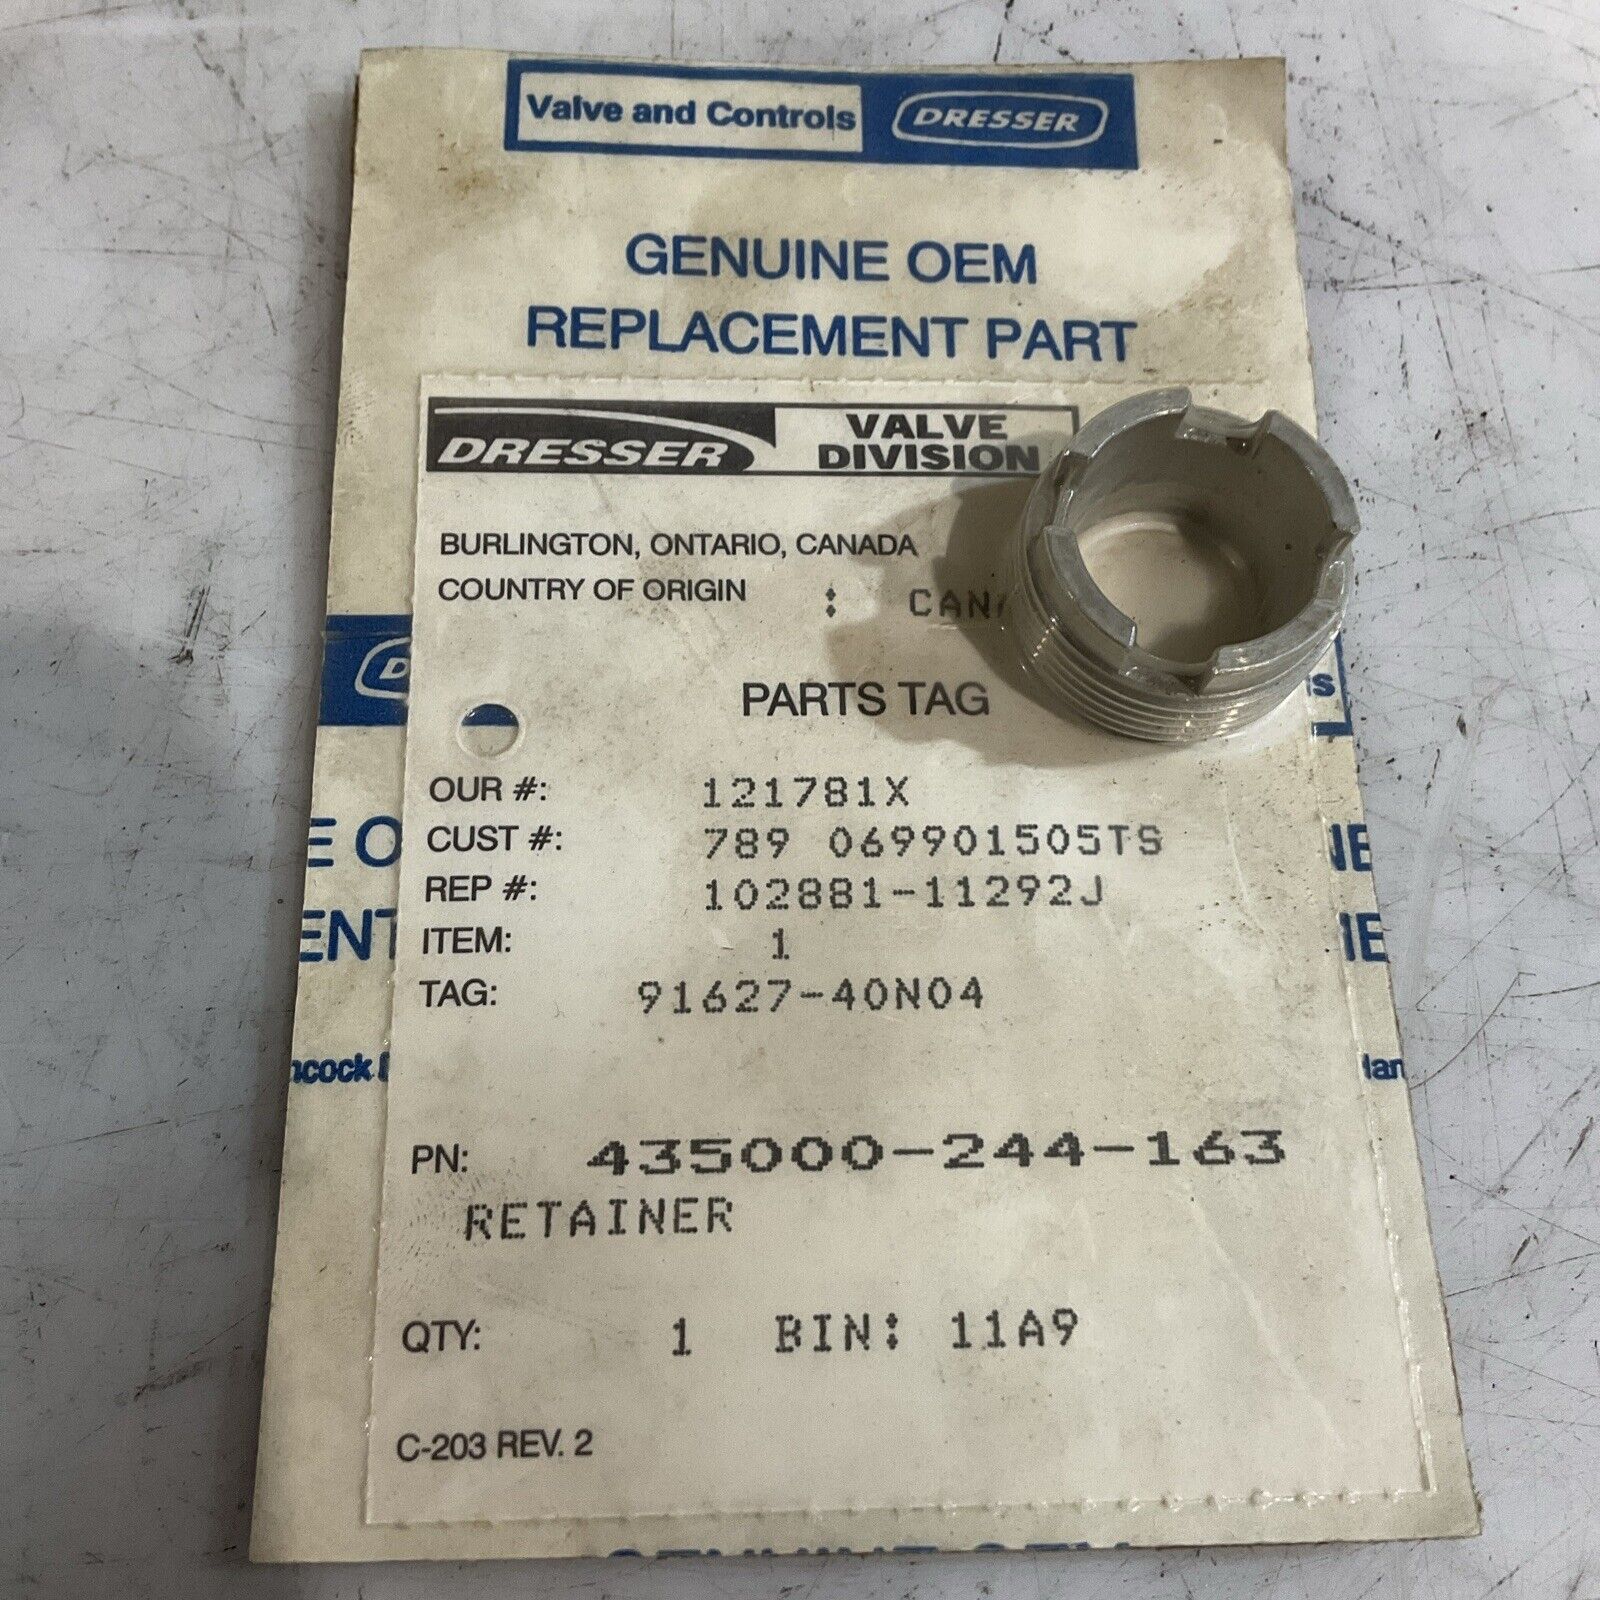 Valve and Controls DRESSER
GENUINE OEM
REPLACEMENT PART
DRESSER VALVE DIVISION
BURLINGTON, ONTARIO, CANADA
COUNTRY OF ORIGIN :
PARTS TAG
OUR #: 121781X
CUST #: 789 069901505TS
REP #: 102881-11292J
ITEM: 1
TAG: 91627-40N04
PN: 435000-244-163
RETAINER
QTY: 1 BIN: 11A9
C-203 REV. 2